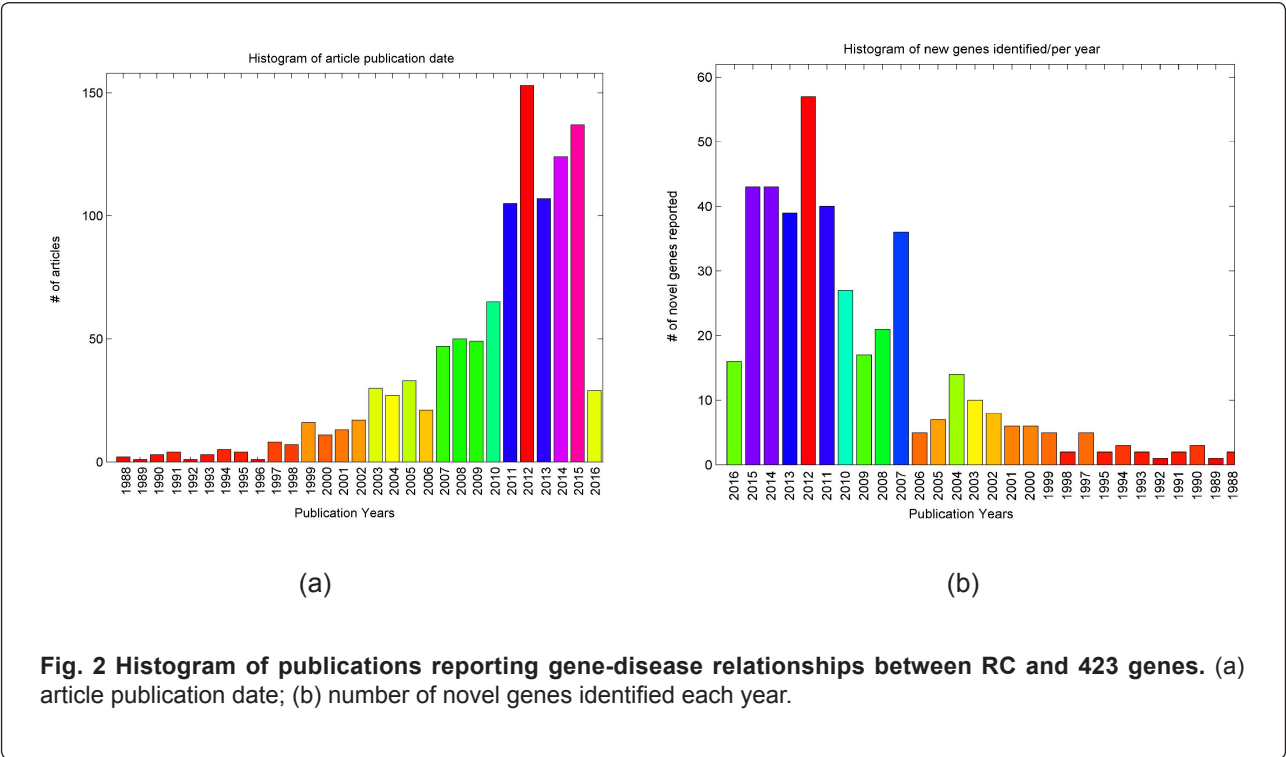 Histogram of article publication date
# of articles
150
100
50
0
1988 1989 1990 1991 1992 1993 1994 1995 1996 1997 1998 1999 2000 2001 2002 2003 2004 2005 2006 2007 2008 2009 2010 2011 2012 2013 2014 2015 2016
Publication Years
(a)
Histogram of new genes identified/per year
# of novel genes reported
60
50
40
30
20
10
0
2016 2015 2014 2013 2012 2011 2010 2009 2008 2007 2006 2005 2004 2003 2002 2001 2000 1999 1998 1997 1995 1994 1993 1992 1991 1990 1989 1988
Publication Years
(b)
Fig. 2 Histogram of publications reporting gene-disease relationships between RC and 423 genes. (a)
article publication date; (b) number of novel genes identified each year.